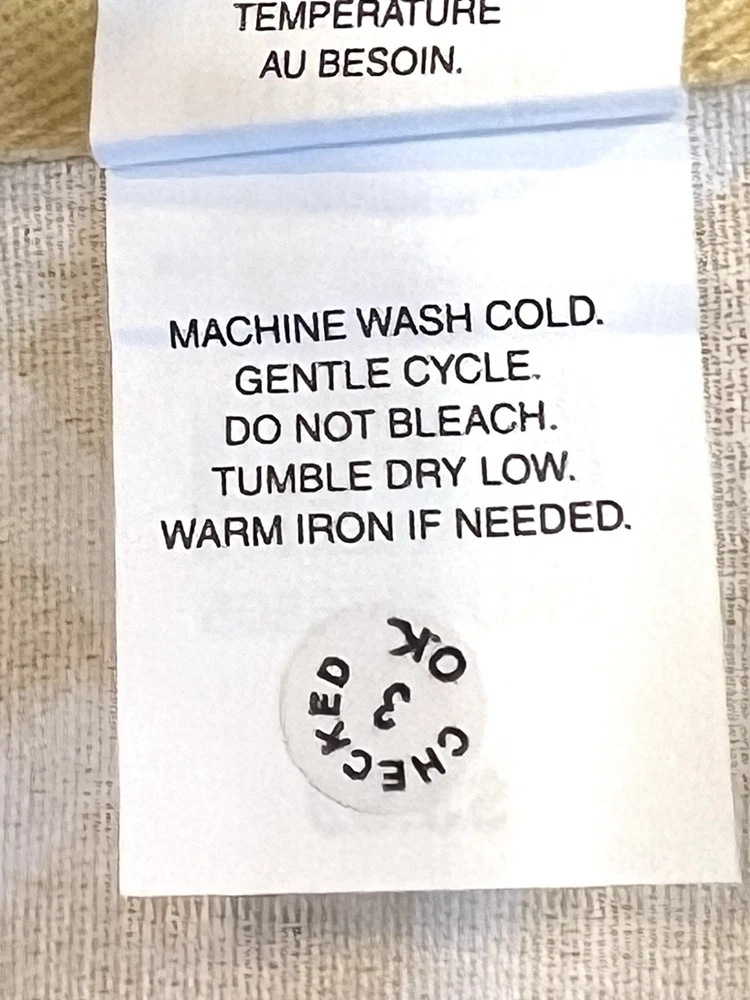 TEMPERATURE
AU BESOIN.
MACHINE WASH COLD.
GENTLE CYCLE.
DO NOT BLEACH.
TUMBLE DRY LOW.
WARM IRON IF NEEDED.
OK
3
CHECKED